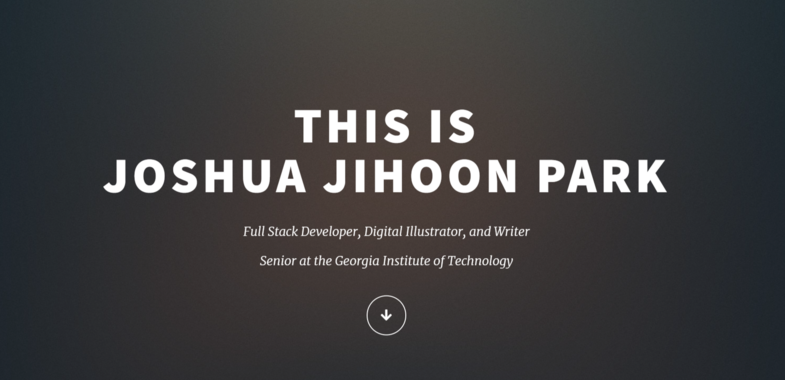 THIS IS
JOSHUA JIHOON PARK
Full Stack Developer, Digital Illustrator, and Writer
Senior at the Georgia Institute of Technology